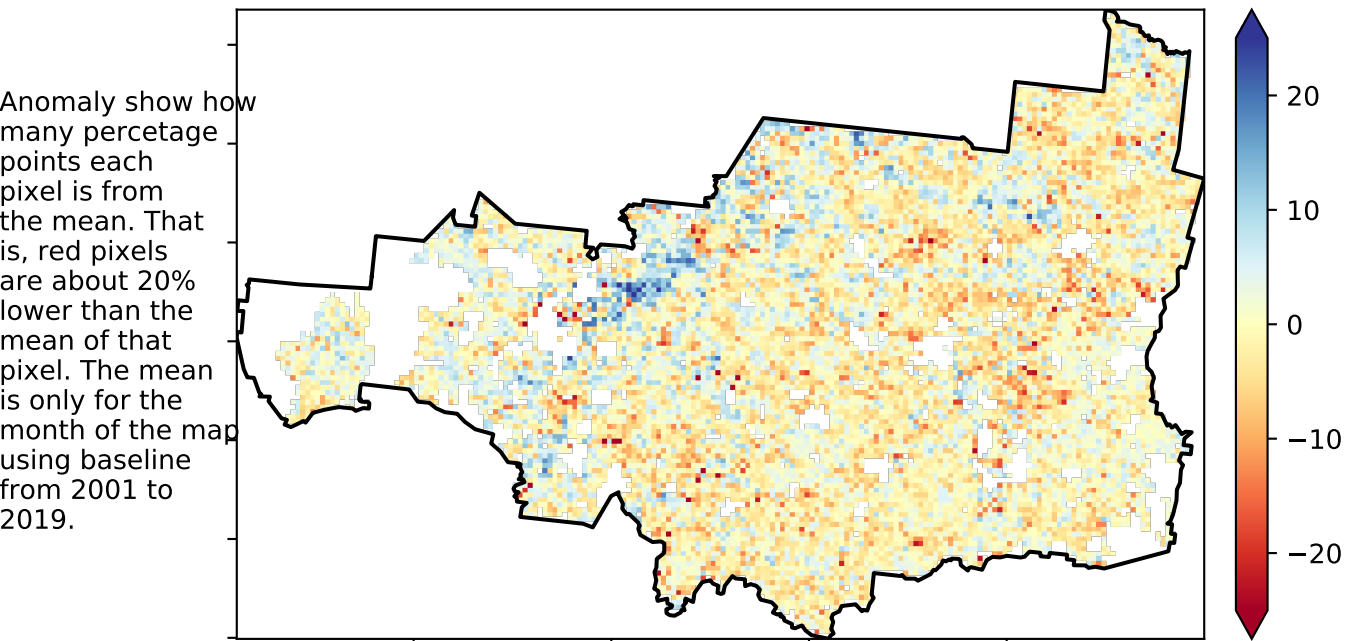 Anomaly show how
many percetage
points each
pixel is from
the mean. That
is, red pixels
are about 20%
lower than the
mean of that
pixel. The mean
is only for the
month of the map
using baseline
from 2001 to
2019.
20
10
0
−10
−20